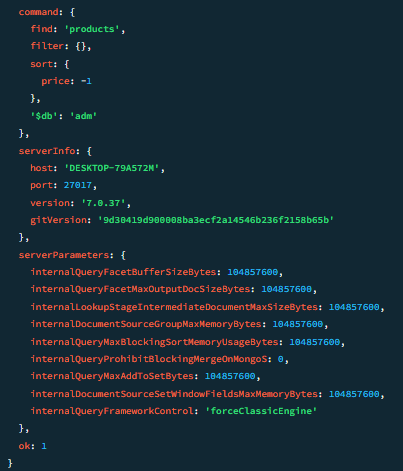 command: {
find: 'products',
filter: {},
sort: {
price: -1
},
'$db': 'adm'
},
serverInfo: {
host: 'DESKTOP-79A572M',
port: 27017,
version: '7.0.37',
gitVersion: '9d30419d900008ba3ecf2a14546b236f2158b65b'
},
serverParameters: {
internalQueryFacetBufferSizeBytes: 104857600,
internalQueryFacetMaxOutputDocSizeBytes: 104857600,
internalLookupStageIntermediateDocumentMaxSizeBytes: 104857600,
internalDocumentSourceGroupMaxMemoryBytes: 104857600,
internalQueryMaxBlockingSortMemoryUsageBytes: 104857600,
internalQueryProhibitBlockingMergeOnMongoS: 0,
internalQueryMaxAddToSetBytes: 104857600,
internalDocumentSourceSetWindowFieldsMaxMemoryBytes: 104857600,
internalQueryFrameworkControl: 'forceClassicEngine'
},
ok: 1
}